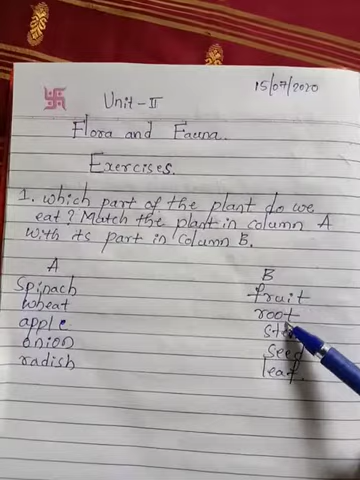 15/07/2020
Unit-II
Flora and Fauna.
Exercises.
1. which part of the plant do we
eat? Match the plant in column A
with its part in column B.
A B
Spinach fruit
wheat root
apple
onion seed
radish leaf.